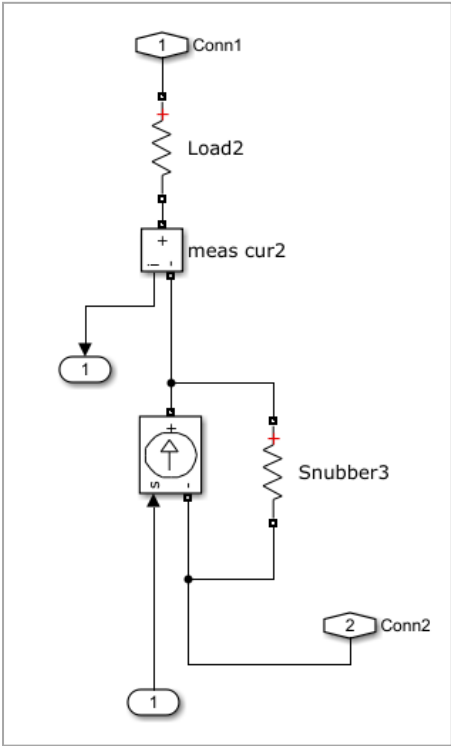 1 Conn1
+
Load2
+
i -
meas cur2
1
+
s -
+
Snubber3
2 Conn2
1